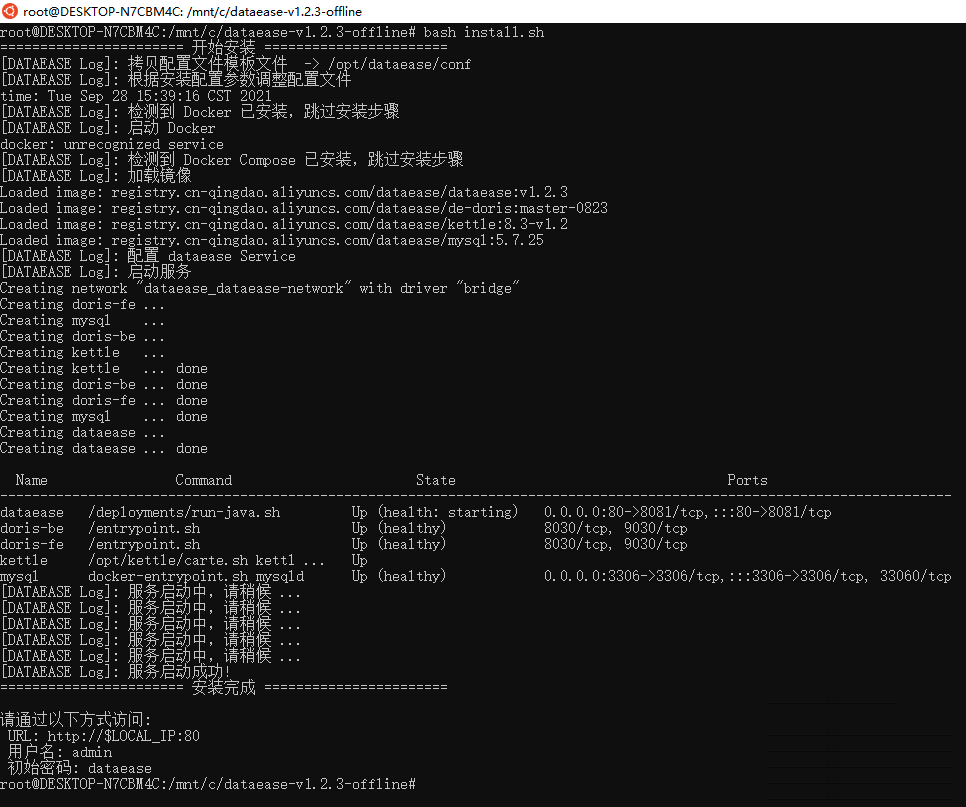 root@DESKTOP-N7CBM4C: /mnt/c/dataease-v1.2.3-offline
root@DESKTOP-N7CBM4C:/mnt/c/dataease-v1.2.3-offline# bash install.sh
======================= 开始安装 =======================
[DATAEASE Log]: 拷贝配置文件模板文件  -> /opt/dataease/conf
[DATAEASE Log]: 根据安装配置参数调整配置文件
time: Tue Sep 28 15:39:16 CST 2021
[DATAEASE Log]: 检测到 Docker 已安装，跳过安装步骤
[DATAEASE Log]: 启动 Docker
docker: unrecognized service
[DATAEASE Log]: 检测到 Docker Compose 已安装，跳过安装步骤
[DATAEASE Log]: 加载镜像
Loaded image: registry.cn-qingdao.aliyuncs.com/dataease/dataease:v1.2.3
Loaded image: registry.cn-qingdao.aliyuncs.com/dataease/de-doris:master-0823
Loaded image: registry.cn-qingdao.aliyuncs.com/dataease/kettle:8.3-v1.2
Loaded image: registry.cn-qingdao.aliyuncs.com/dataease/mysql:5.7.25
[DATAEASE Log]: 配置 dataease Service
[DATAEASE Log]: 启动服务
Creating network "dataease_dataease-network" with driver "bridge"
Creating doris-fe ...
Creating mysql    ...
Creating doris-be ...
Creating kettle   ...
Creating kettle   ... done
Creating doris-be ... done
Creating doris-fe ... done
Creating mysql    ... done
Creating dataease ...
Creating dataease ... done
Name                Command                       State                                  Ports
-----------------------------------------------------------------------------------------------------------------------
dataease   /deployments/run-java.sh         Up (health: starting)   0.0.0.0:80->8081/tcp,:::80->8081/tcp
doris-be   /entrypoint.sh                   Up (healthy)            8030/tcp, 9030/tcp
doris-fe   /entrypoint.sh                   Up (healthy)            8030/tcp, 9030/tcp
kettle     /opt/kettle/carte.sh kettl ...   Up
mysql      docker-entrypoint.sh mysqld      Up (healthy)            0.0.0.0:3306->3306/tcp,:::3306->3306/tcp, 33060/tcp
[DATAEASE Log]: 服务启动中，请稍候 ...
[DATAEASE Log]: 服务启动中，请稍候 ...
[DATAEASE Log]: 服务启动中，请稍候 ...
[DATAEASE Log]: 服务启动中，请稍候 ...
[DATAEASE Log]: 服务启动中，请稍候 ...
[DATAEASE Log]: 服务启动成功!
======================= 安装完成 =======================
请通过以下方式访问:
URL: http://$LOCAL_IP:80
用户名: admin
初始密码: dataease
root@DESKTOP-N7CBM4C:/mnt/c/dataease-v1.2.3-offline#